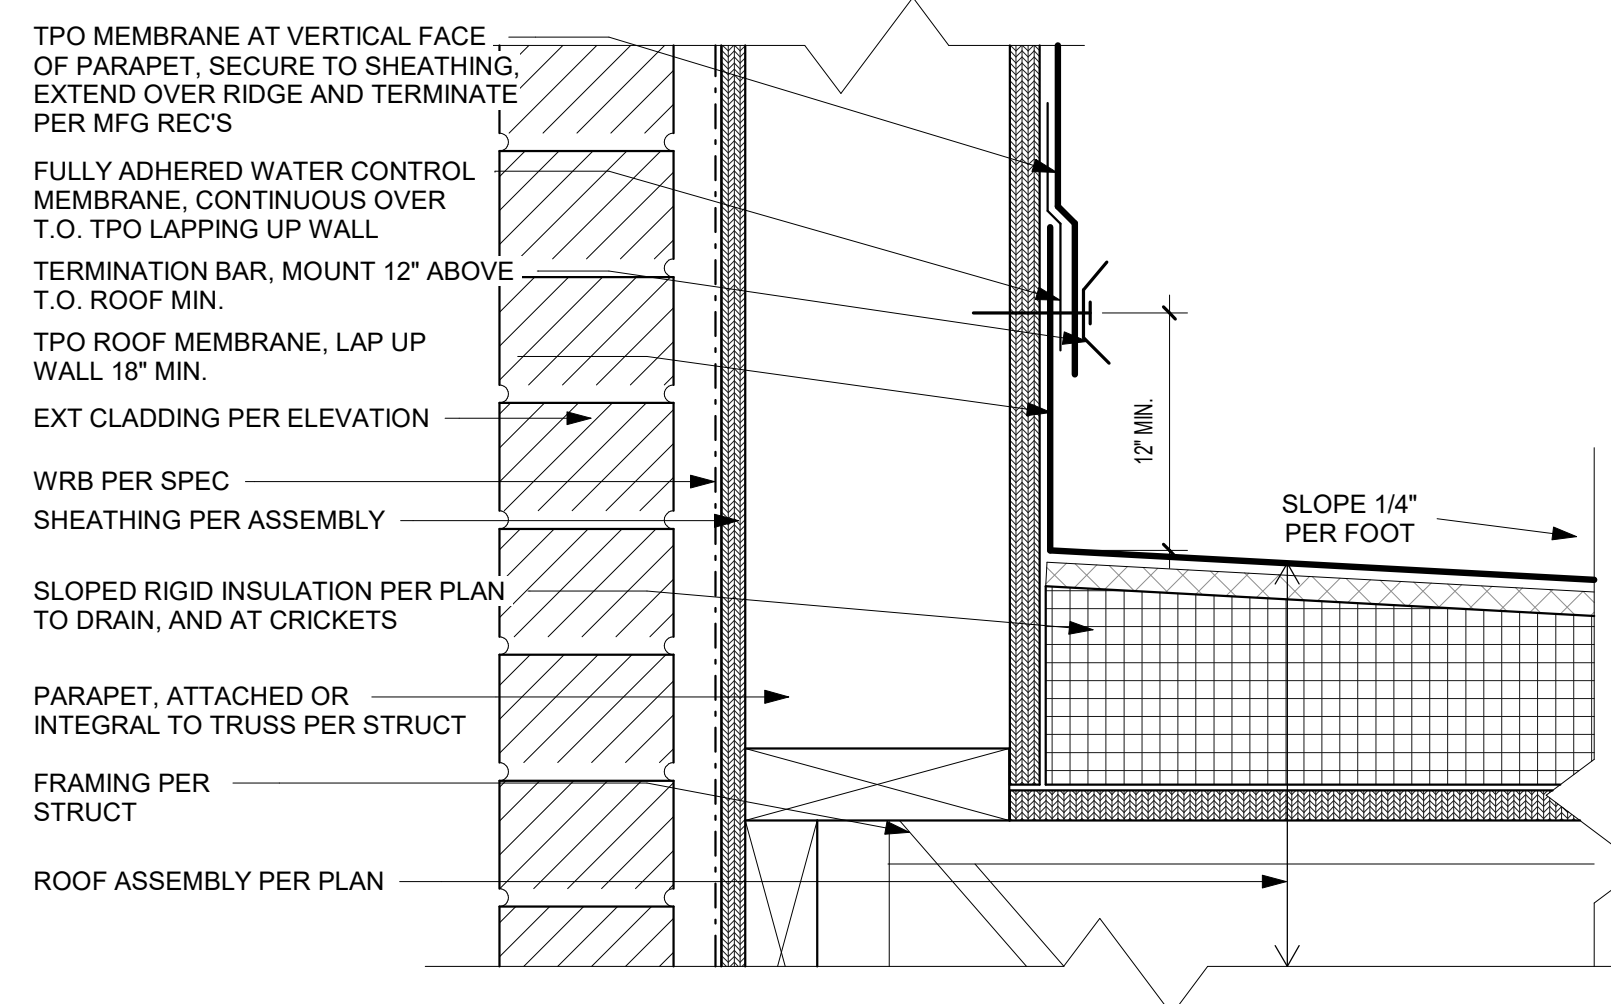 TPO MEMBRANE AT VERTICAL FACE
OF PARAPET, SECURE TO SHEATHING,
EXTEND OVER RIDGE AND TERMINATE
PER MFG REC'S
FULLY ADHERED WATER CONTROL
MEMBRANE, CONTINUOUS OVER
T.O. TPO LAPPING UP WALL
TERMINATION BAR, MOUNT 12" ABOVE
T.O. ROOF MIN.
TPO ROOF MEMBRANE, LAP UP
WALL 18" MIN.
EXT CLADDING PER ELEVATION
WRB PER SPEC
SHEATHING PER ASSEMBLY
SLOPED RIGID INSULATION PER PLAN
TO DRAIN, AND AT CRICKETS
PARAPET, ATTACHED OR
INTEGRAL TO TRUSS PER STRUCT
FRAMING PER
STRUCT
ROOF ASSEMBLY PER PLAN
12" MIN.
SLOPE 1/4"
PER FOOT